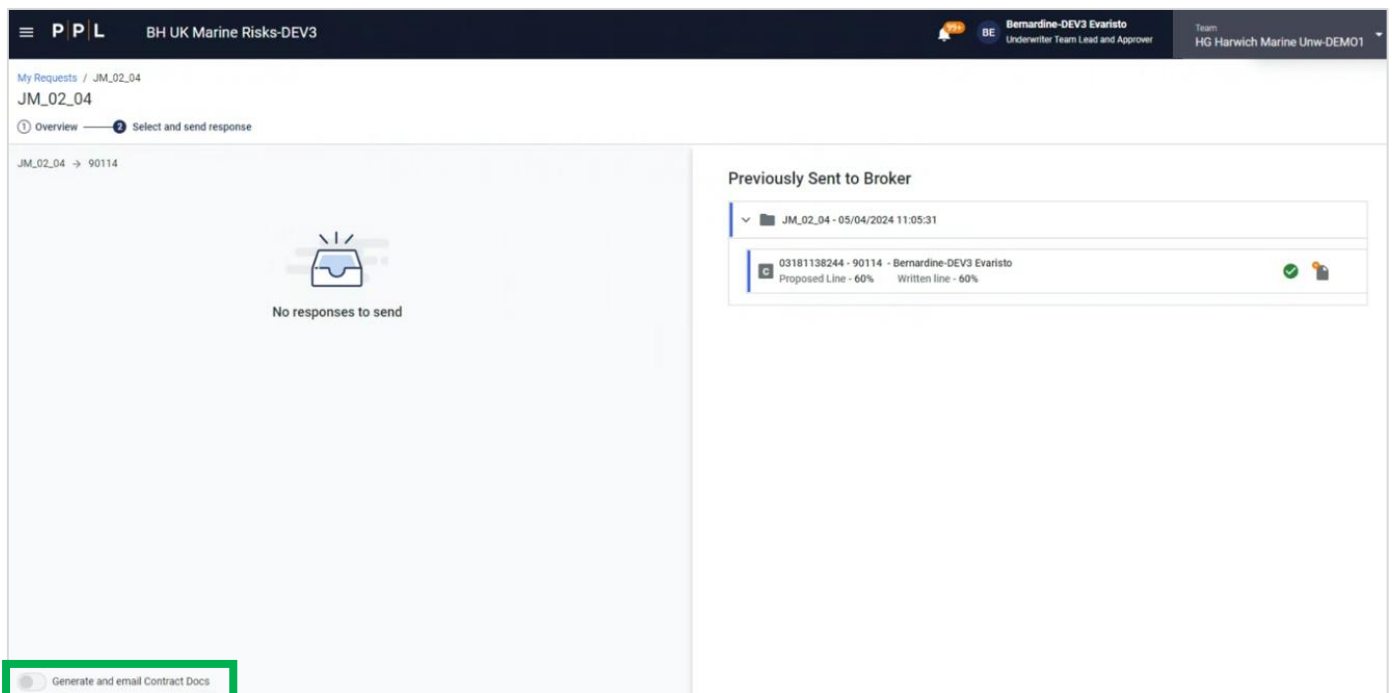 PPL BH UK Marine Risks-DEV3 99+ BE Bernardine-DEV3 Evaristo Team
Underwriter Team Lead and Approver HG Harwich Marine Unw-DEMO1
My Requests / JM_02_04
JM_02_04
1 Overview 2 Select and send response
JM_02_04 → 90114
No responses to send
Generate and email Contract Docs
Previously Sent to Broker
JM_02_04 - 05/04/2024 11:05:31
C 03181138244 - 90114 - Bernardine-DEV3 Evaristo
Proposed Line - 60% Written line - 60%